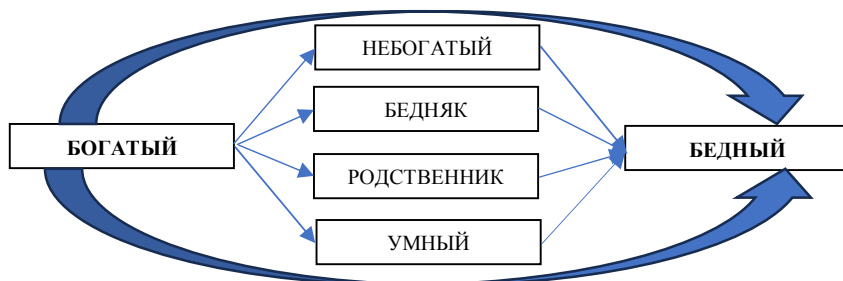 НЕБОГАТЫЙ
БЕДНЯК
БОГАТЫЙ
БЕДНЫЙ
РОДСТВЕННИК
УМНЫЙ